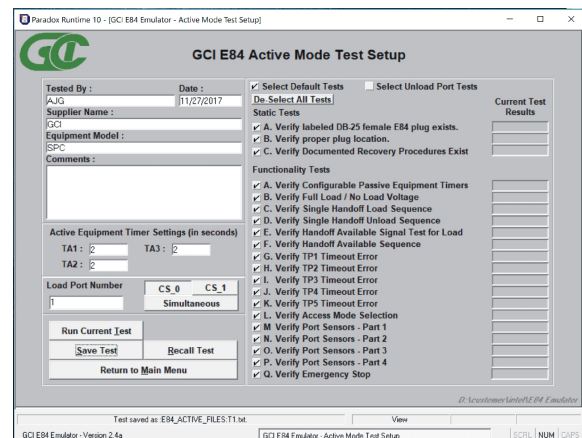 Paradox Runtime 10 - [GCI E84 Emulator - Active Mode Test Setup]
GCI
GCI E84 Active Mode Test Setup
Tested By : Date :
AJG 11/27/2017
Supplier Name :
GCI
Equipment Model :
SPC
Comments :
Active Equipment Timer Settings (in seconds)
TA1 : 2 TA3 : 2
TA2 : 2
Load Port Number
1
CS_0 CS_1
Simultaneous
Run Current Test
Save Test Recall Test
Return to Main Menu
Select Default Tests Select Unload Port Tests
De-Select All Tests
Current Test Results
Static Tests
A. Verify labeled DB-25 female E84 plug exists.
B. Verify proper plug location.
C. Verify Documented Recovery Procedures Exist
Functionality Tests
A. Verify Configurable Passive Equipment Timers
B. Verify Full Load / No Load Voltage
C. Verify Single Handoff Load Sequence
D. Verify Single Handoff Unload Sequence
E. Verify Handoff Available Signal Test for Load
F. Verify Handoff Available Sequence
G. Verify TP1 Timeout Error
H. Verify TP2 Timeout Error
I. Verify TP3 Timeout Error
J. Verify TP4 Timeout Error
K. Verify TP5 Timeout Error
L. Verify Access Mode Selection
M Verify Port Sensors - Part 1
N. Verify Port Sensors - Part 2
O. Verify Port Sensors - Part 3
P. Verify Port Sensors - Part 4
Q. Verify Emergency Stop
D:\customer\intel\E84 Emulator
Test saved as :E84_ACTIVE_FILES:T1.txt. View
GCI E84 Emulator - Version 2.4a GCI E84 Emulator - Active Mode Test Setup SCRL NUM CAPS